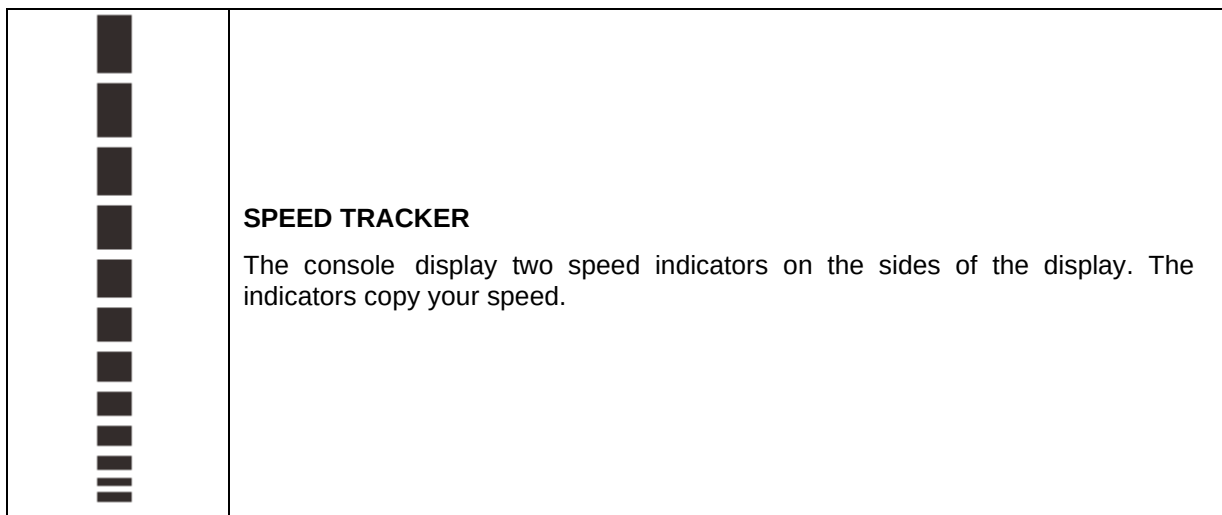 SPEED TRACKER
The console display two speed indicators on the sides of the display. The
indicators copy your speed.